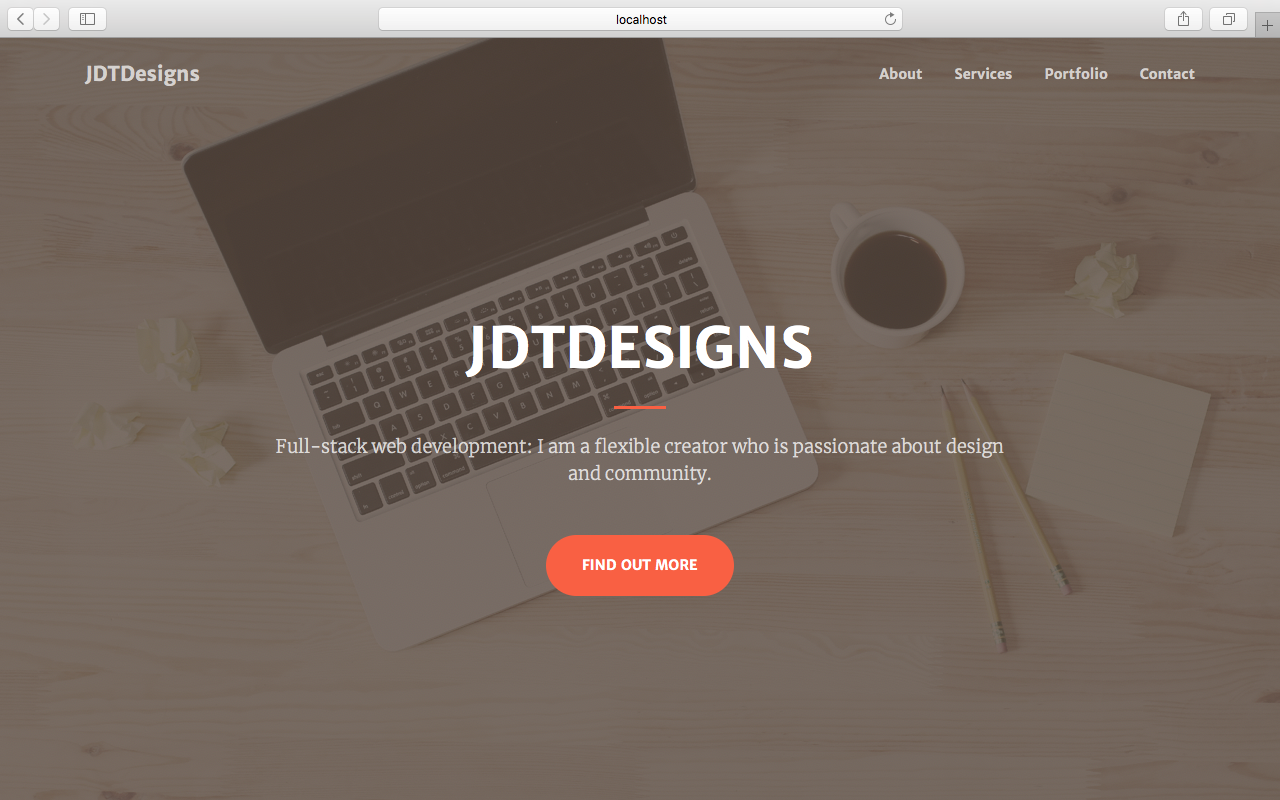 localhost
JDTDesigns
About Services Portfolio Contact
JDTDESIGNS
Full-stack web development: I am a flexible creator who is passionate about design
and community.
FIND OUT MORE